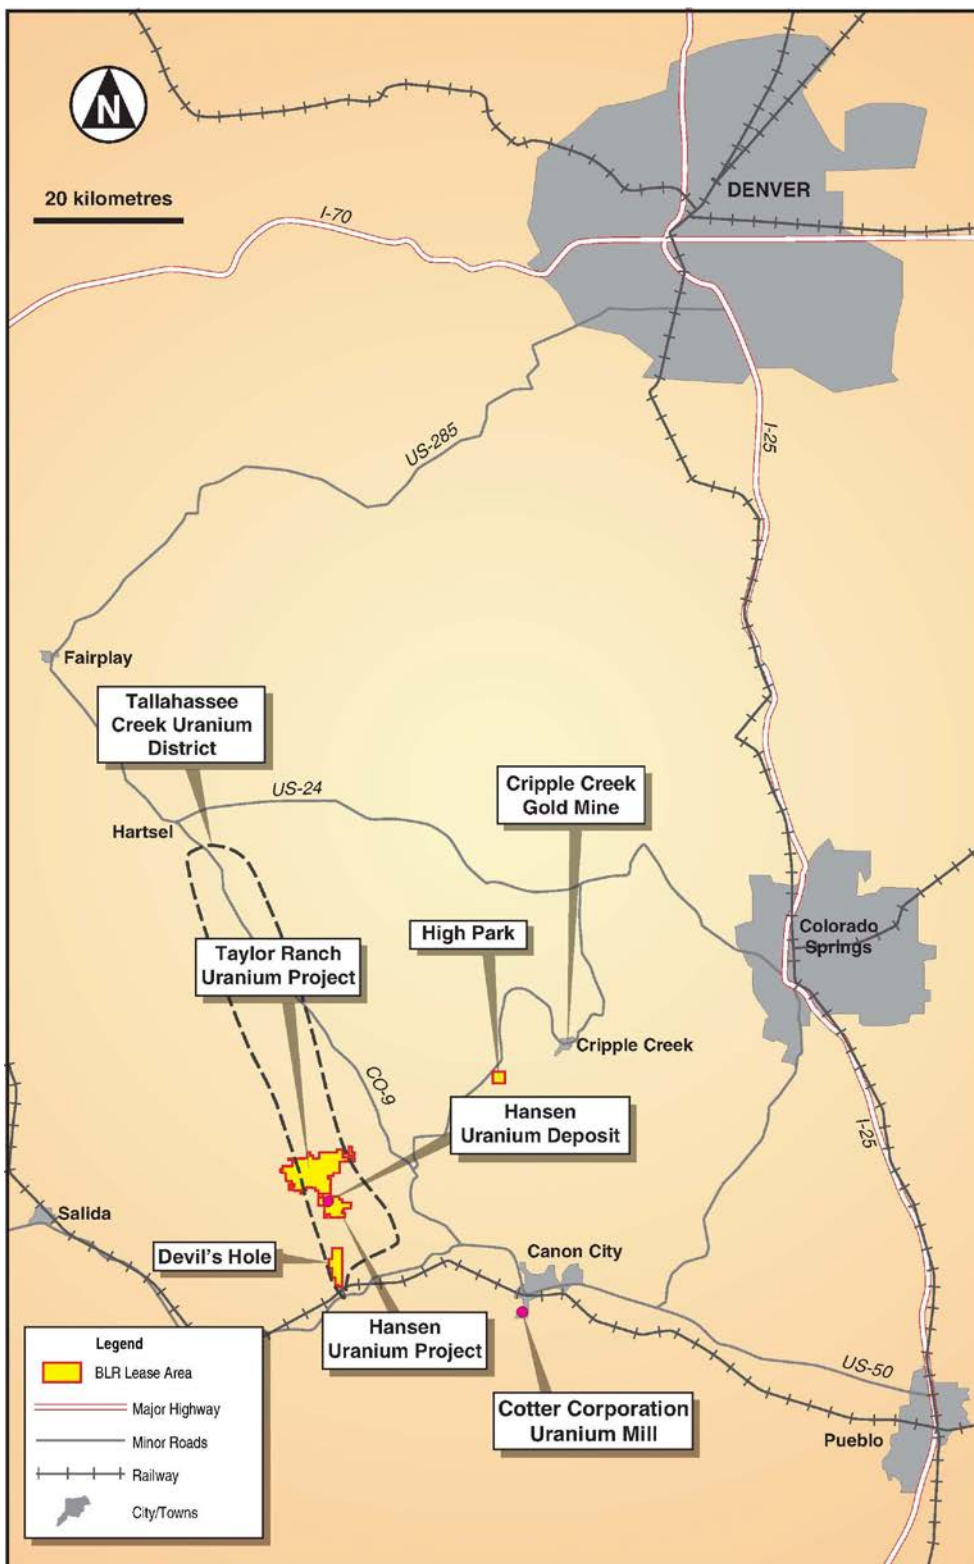 N
20 kilometres
DENVER
I-70
US-285
I-25
Fairplay
Tallahassee
Creek Uranium
District
US-24
Cripple Creek
Gold Mine
Hartsel
High Park
Taylor Ranch
Uranium Project
Colorado
Springs
Cripple Creek
CO-9
Hansen
Uranium Deposit
I-25
Salida
Devil's Hole
Canon City
Hansen
Uranium Project
US-50
Cotter Corporation
Uranium Mill
Pueblo
Legend
BLR Lease Area
Major Highway
Minor Roads
Railway
City/Towns